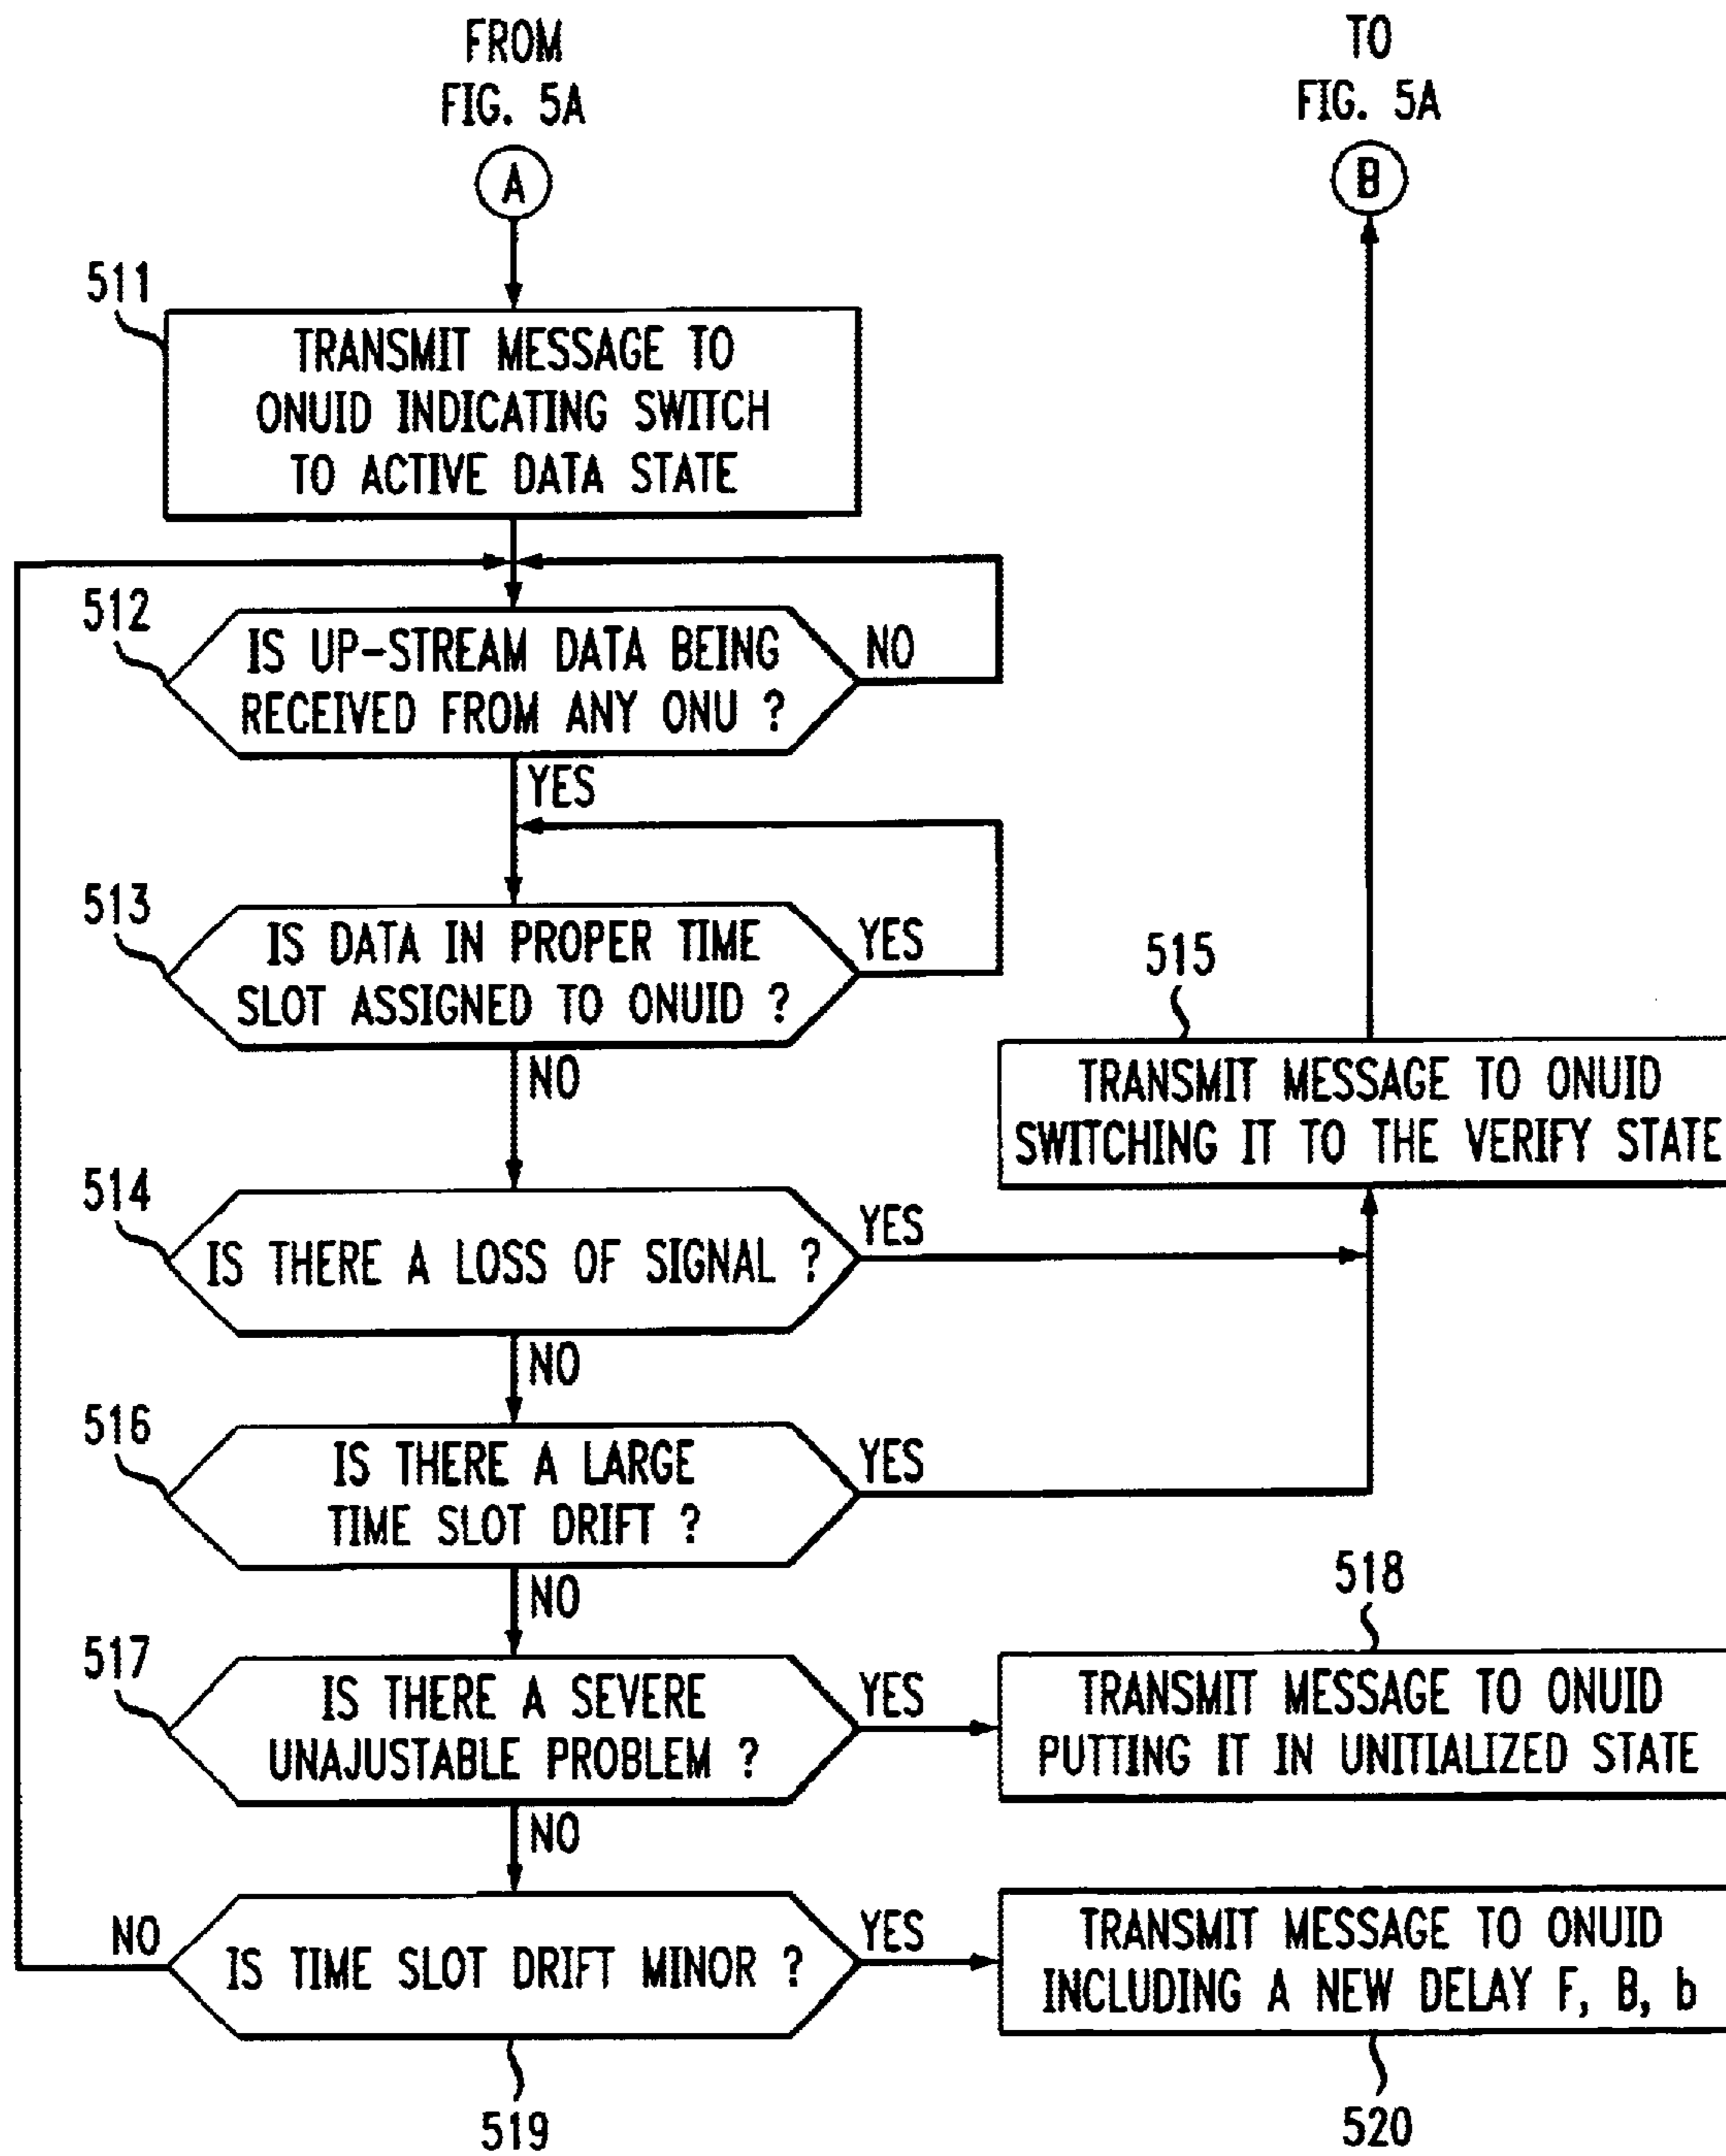 FROM
FIG. 5A
A
TO
FIG. 5A
B
511
TRANSMIT MESSAGE TO
ONUID INDICATING SWITCH
TO ACTIVE DATA STATE
512
IS UP-STREAM DATA BEING
RECEIVED FROM ANY ONU ?
NO
YES
513
IS DATA IN PROPER TIME
SLOT ASSIGNED TO ONUID ?
YES
NO
515
TRANSMIT MESSAGE TO ONUID
SWITCHING IT TO THE VERIFY STATE
514
IS THERE A LOSS OF SIGNAL ?
YES
NO
516
IS THERE A LARGE
TIME SLOT DRIFT ?
YES
NO
517
IS THERE A SEVERE
UNAJUSTABLE PROBLEM ?
YES
518
TRANSMIT MESSAGE TO ONUID
PUTTING IT IN UNITIALIZED STATE
NO
NO
IS TIME SLOT DRIFT MINOR ?
YES
519
TRANSMIT MESSAGE TO ONUID
INCLUDING A NEW DELAY F, B, b
520